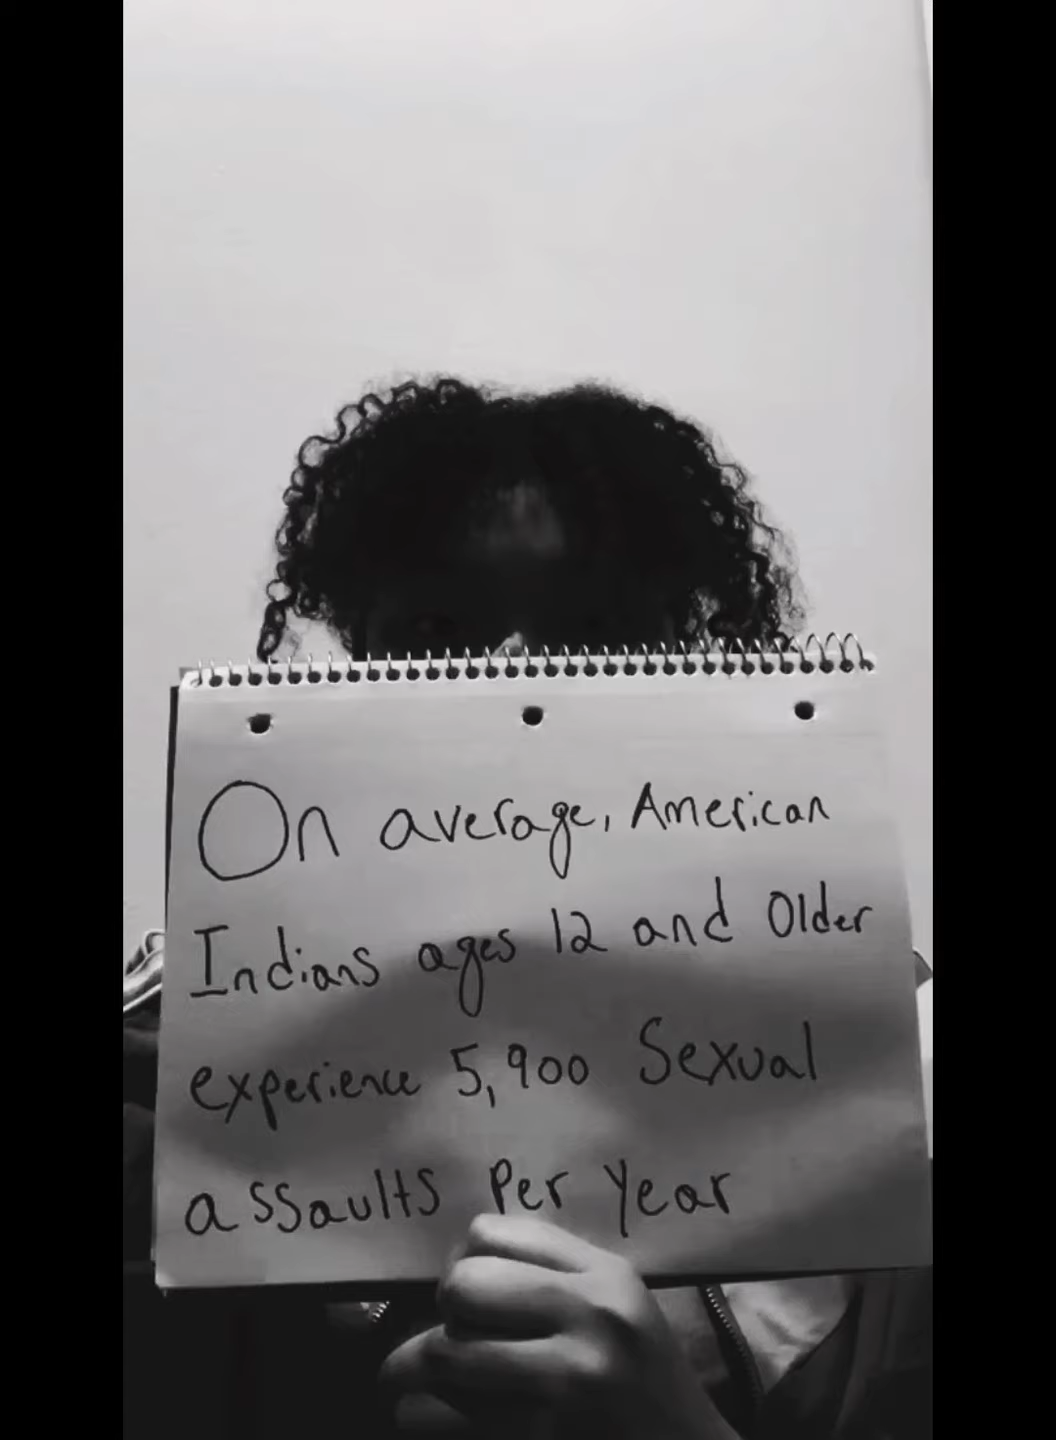 On average, American
Indians ages 12 and Older
experience 5,900 Sexual
assaults Per Year